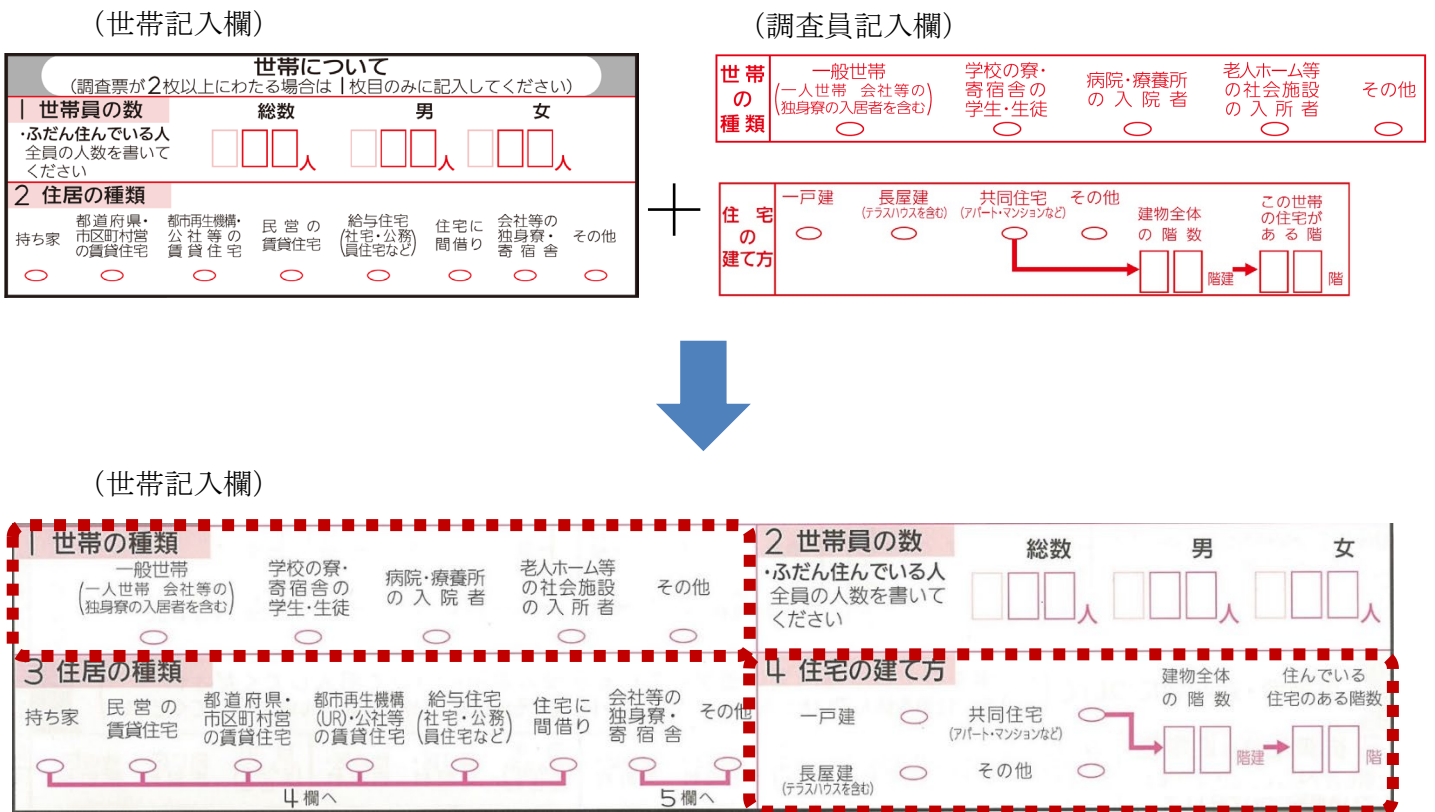 （世帯記入欄）
世帯について
（調査票が2枚以上にわたる場合は1枚目のみに記入してください）
1 世帯員の数
総数 男 女
・ふだん住んでいる人
全員の人数を書いて
ください
人 人 人
2 住居の種類
持ち家
都道府県・
市区町村営
の賃貸住宅
都市再生機構・
公社等の
賃貸住宅
民営の
賃貸住宅
給与住宅
(社宅・公務)
(員住宅など)
住宅に
間借り
会社等の
独身寮・
寄宿舎
その他
（調査員記入欄）
世帯
の
種類
一般世帯
(一人世帯 会社等の)
(独身寮の入居者を含む)
学校の寮・
寄宿舎の
学生・生徒
病院・療養所
の入院者
老人ホーム等
の社会施設
の入所者
その他
住宅
の
建て方
一戸建
長屋建
(テラスハウスを含む)
共同住宅
(アパート・マンションなど)
その他
建物全体
の階数
階建
この世帯
の住宅が
ある階
階
（世帯記入欄）
1 世帯の種類
一般世帯
(一人世帯 会社等の)
(独身寮の入居者を含む)
学校の寮・
寄宿舎の
学生・生徒
病院・療養所
の入院者
老人ホーム等
の社会施設
の入所者
その他
2 世帯員の数
総数 男 女
・ふだん住んでいる人
全員の人数を書いて
ください
人 人 人
3 住居の種類
持ち家
民営の
賃貸住宅
都道府県・
市区町村営
の賃貸住宅
都市再生機構
(UR)・公社等
の賃貸住宅
給与住宅
(社宅・公務)
(員住宅など)
住宅に
間借り
会社等の
独身寮・
寄宿舎
その他
4欄へ
5欄へ
4 住宅の建て方
一戸建
共同住宅
(アパート・マンションなど)
長屋建
(テラスハウスを含む)
その他
建物全体
の階数
階建
住んでいる
住宅のある階数
階